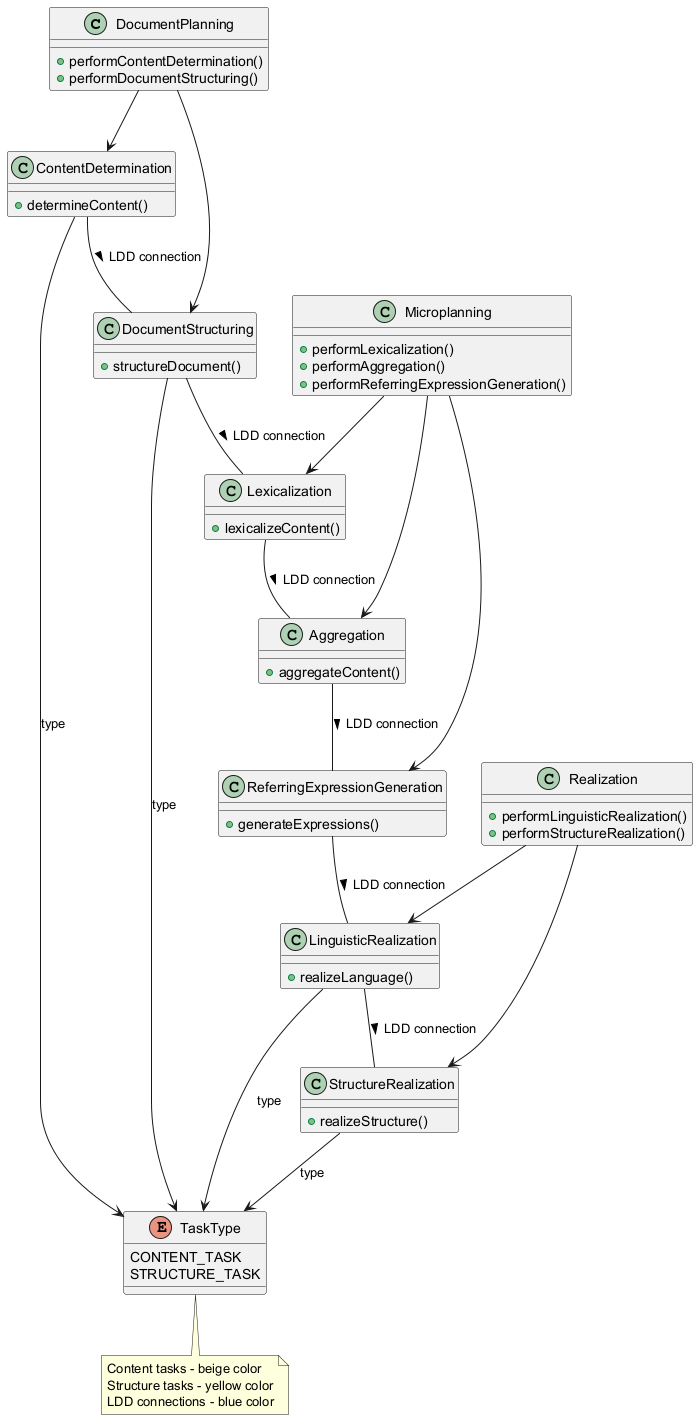 C DocumentPlanning
performContentDetermination()
performDocumentStructuring()
C ContentDetermination
determineContent()
LDD connection
C DocumentStructuring
structureDocument()
C Microplanning
performLexicalization()
performAggregation()
performReferringExpressionGeneration()
LDD connection
C Lexicalization
lexicalizeContent()
LDD connection
C Aggregation
aggregateContent()
type
LDD connection
C ReferringExpressionGeneration
generateExpressions()
type
C Realization
performLinguisticRealization()
performStructureRealization()
LDD connection
C LinguisticRealization
realizeLanguage()
LDD connection
C StructureRealization
realizeStructure()
type
type
E TaskType
CONTENT_TASK
STRUCTURE_TASK
Content tasks - beige color
Structure tasks - yellow color
LDD connections - blue color